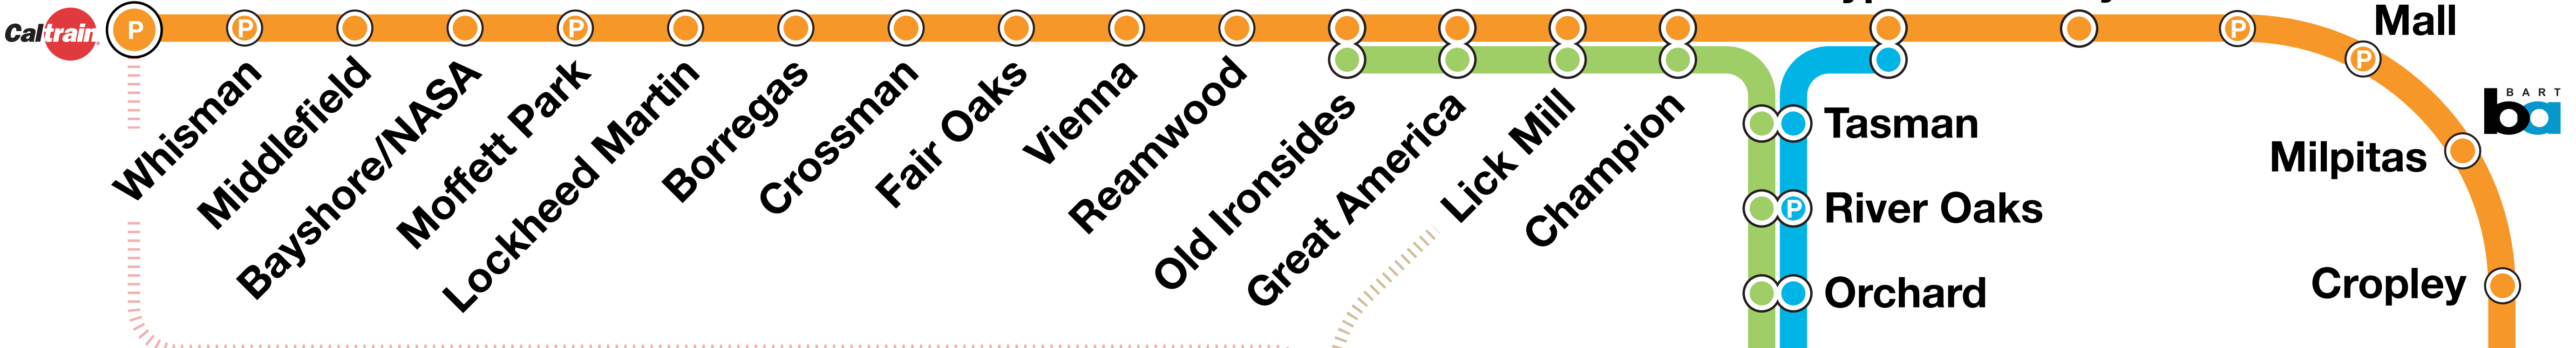 Caltrain
P
P
P
P
Mall
P
BART
ba
Whisman
Middlefield
Bayshore/NASA
Moffett Park
Lockheed Martin
Borregas
Crossman
Fair Oaks
Vienna
Reamwood
Old Ironsides
Great America
Lick Mill
Champion
Tasman
P
River Oaks
Orchard
Milpitas
Cropley